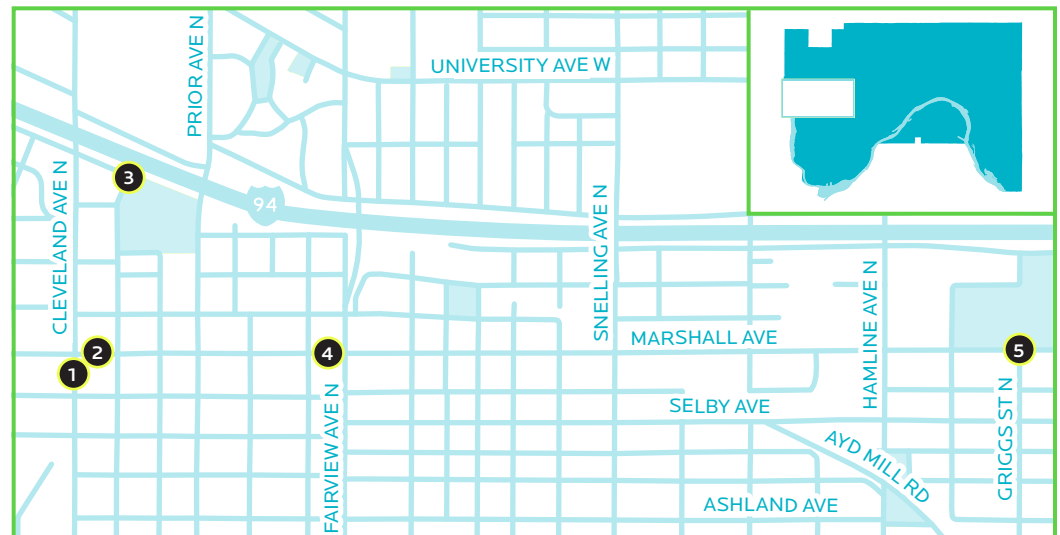 UNIVERSITY AVE W
PRIOR AVE N
3
94
CLEVELAND AVE N
SNELLING AVE N
HAMLINE AVE N
MARSHALL AVE
2
4
5
1
SELBY AVE
FAIRVIEW AVE N
GRIGGS ST N
AYD MILL RD
ASHLAND AVE